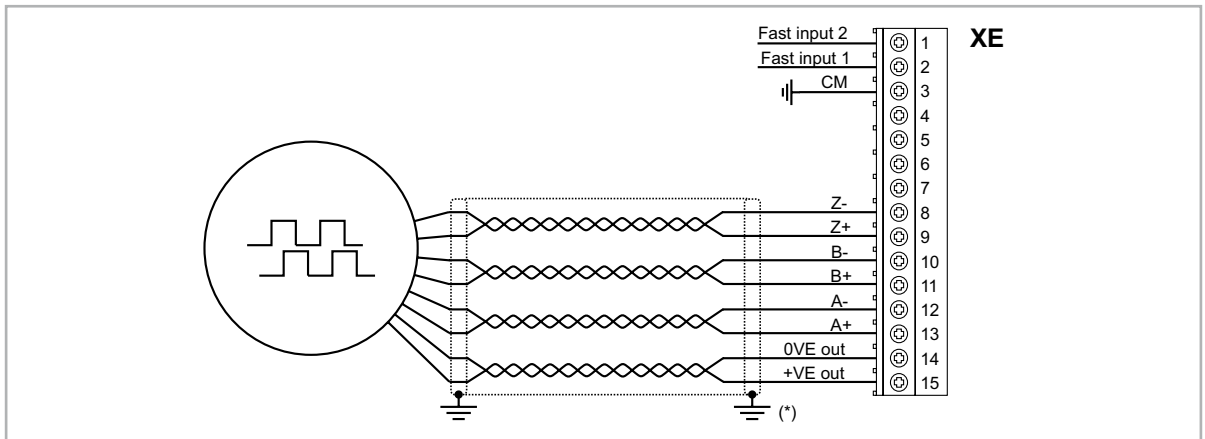 Fast input 2
1
XE
Fast input 1
2
CM
3
4
5
6
7
Z-
8
Z+
9
B-
10
B+
11
A-
12
A+
13
0VE out
14
+VE out
15
(*)